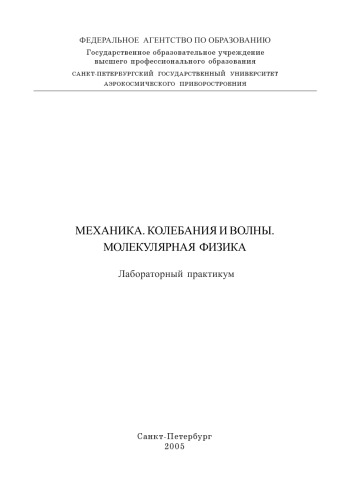 ФЕДЕРАЛЬНОЕ АГЕНТСТВО ПО ОБРАЗОВАНИЮ
Государственное образовательное учреждение
высшего профессионального образования
САНКТ-ПЕТЕРБУРГСКИЙ ГОСУДАРСТВЕННЫЙ УНИВЕРСИТЕТ
АЭРОКОСМИЧЕСКОГО ПРИБОРОСТРОЕНИЯ
МЕХАНИКА. КОЛЕБАНИЯ И ВОЛНЫ.
МОЛЕКУЛЯРНАЯ ФИЗИКА
Лабораторный практикум
Санкт-Петербург
2005